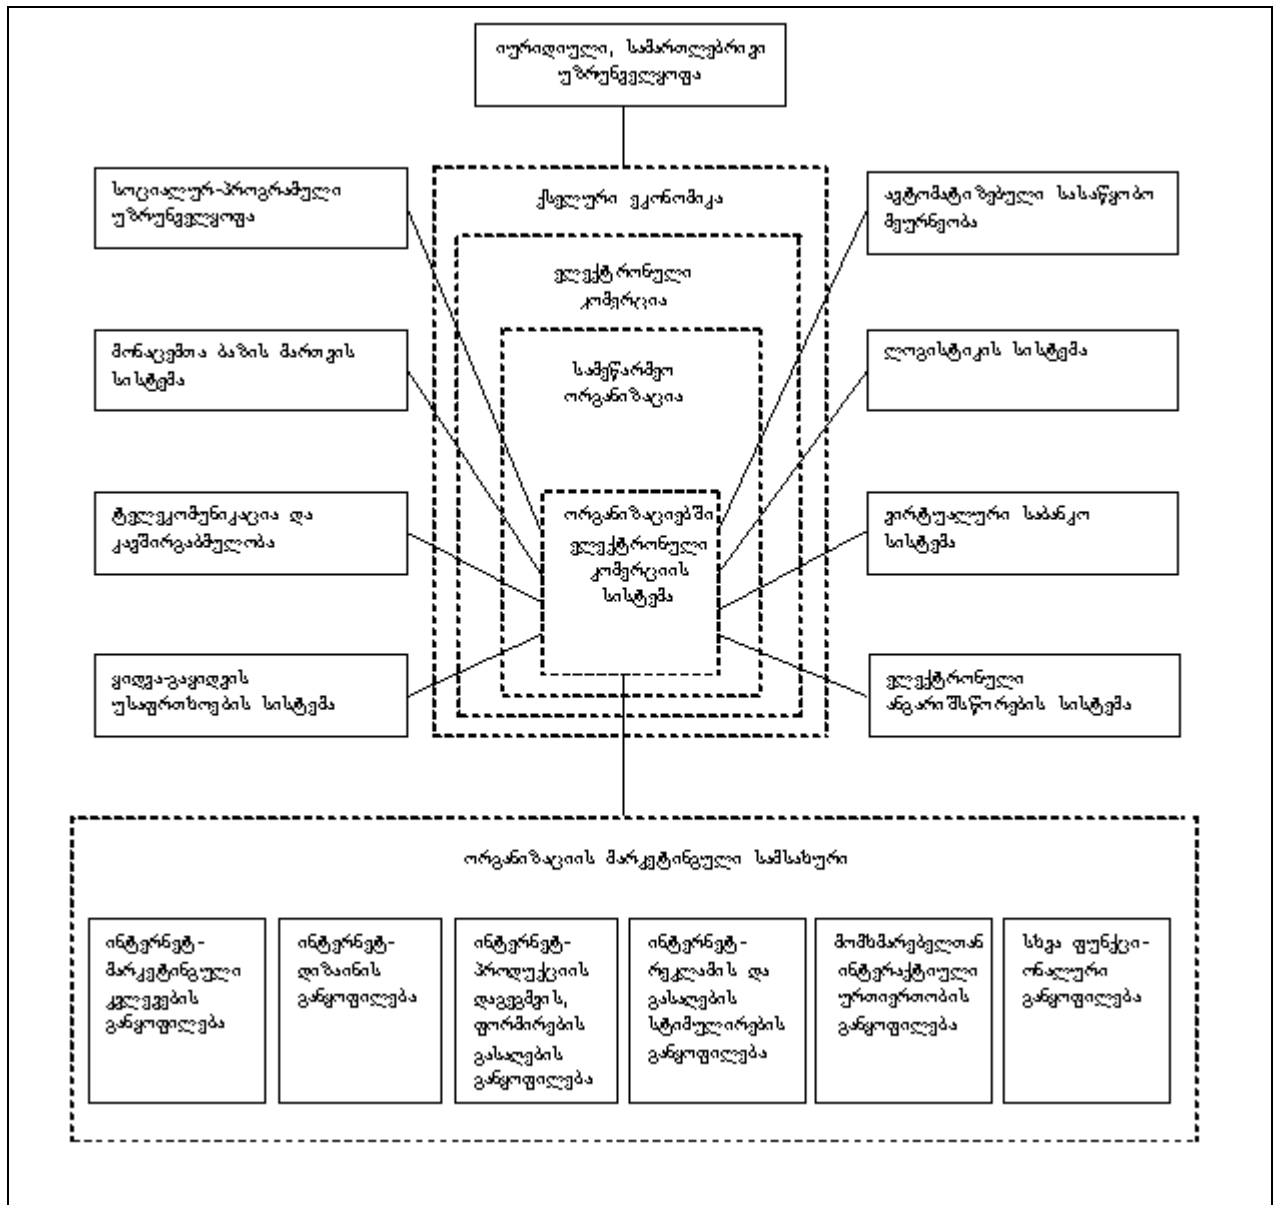 იურიდიული, სამართლებრივი
უზრუნველყოფა
სოციალურ-პროგრამული
უზრუნველყოფა
მონაცემთა ბაზის მართვის
სისტემა
ტელეკომუნიკაცია და
კავშირგაბმულობა
ყიდვა-გაყიდვის
უსაფრთხოების სისტემა
ქსელური ეკონომიკა
ელექტრონული
კომერცია
სამეწარმეო
ორგანიზაცია
ორგანიზაციებში
ელექტრონული
კომერციის
სისტემა
ავტომატიზებული სასაწყობო
მეურნეობა
ლოგისტიკის სისტემა
ვირტუალური საბანკო
სისტემა
ელექტრონული
ანგარიშსწორების სისტემა
ორგანიზაციის მარკეტინგული სამსახური
ინტერნეტ-
მარკეტინგული
კვლევების
განყოფილება
ინტერნეტ-
დიზაინის
განყოფილება
ინტერნეტ-
პროდუქციის
დაგეგმვის,
ფორმირების
გასაღების
განყოფილება
ინტერნეტ-
რეკლამის და
გასაღების
სტიმულირების
განყოფილება
მომხმარებელთან
ინტერაქტიული
ურთიერთობის
განყოფილება
სხვა ფუნქცი-
ონალური
განყოფილება